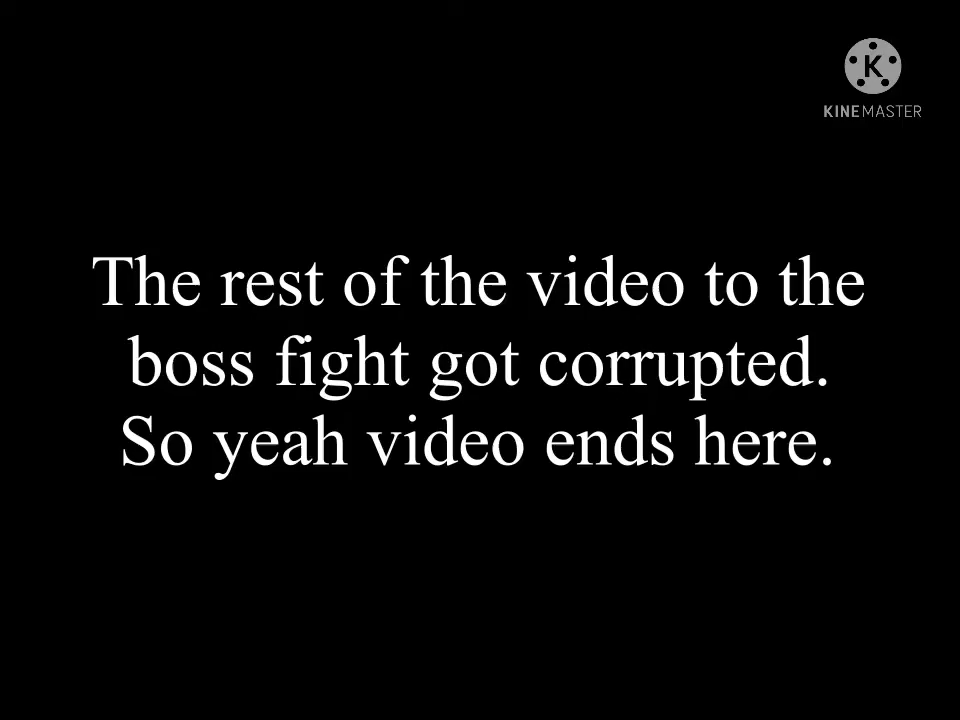 K
KINEMASTER
The rest of the video to the
boss fight got corrupted.
So yeah video ends here.